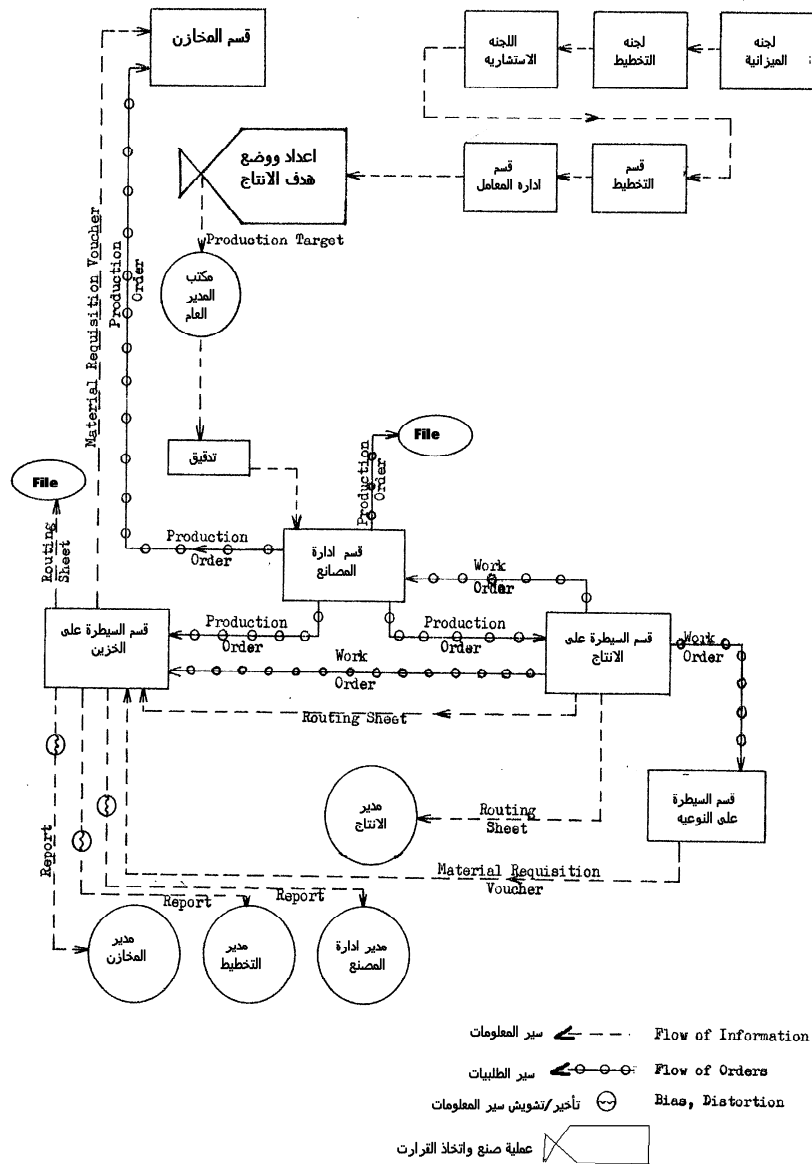 قسم المخازن
اللجنه
الاستشاريه
لجنه
التخطيط
لجنه
الميزانية
اعداد ووضع
هدف الانتاج
قسم
اداره المعامل
قسم
التخطيط
Production Target
مكتب
المدير
العام
Material Requisition Voucher
Production
Order
تدقيق
File
Production
Order
File
Routing
Sheet
Production
Order
قسم ادارة
المصانع
Work
Order
قسم السيطرة على
الخزين
Production
Order
Production
Order
قسم السيطرة على
الانتاج
Work
Order
Work
Order
Routing Sheet
مدير
الانتاج
Routing
Sheet
قسم السيطرة
على النوعيه
Material Requisition
Voucher
Report
Report
Report
مدير
المخازن
مدير
التخطيط
مدير ادارة
المصنع
سير المعلومات
Flow of Information
سير الطلبيات
Flow of Orders
تأخير/تشويش سير المعلومات
Bias, Distortion
عملية صنع واتخاذ القرارت